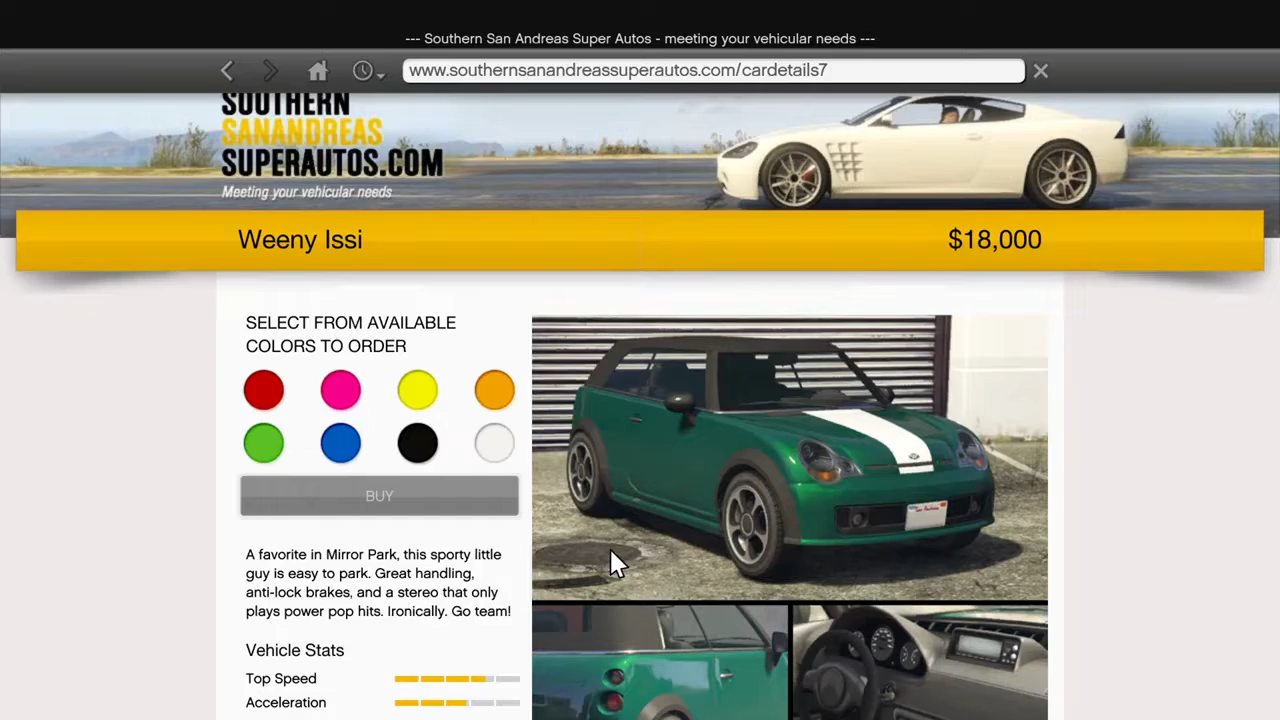 --- Southern San Andreas Super Autos - meeting your vehicular needs ---
www.southernsanandreassuperautos.com/cardetails7
SOUTHERN
SANANDREAS
SUPERAUTOS.COM
Meeting your vehicular needs
Weeny Issi
$18,000
SELECT FROM AVAILABLE
COLORS TO ORDER
BUY
A favorite in Mirror Park, this sporty little
guy is easy to park. Great handling,
anti-lock brakes, and a stereo that only
plays power pop hits. Ironically. Go team!
Vehicle Stats
Top Speed
Acceleration